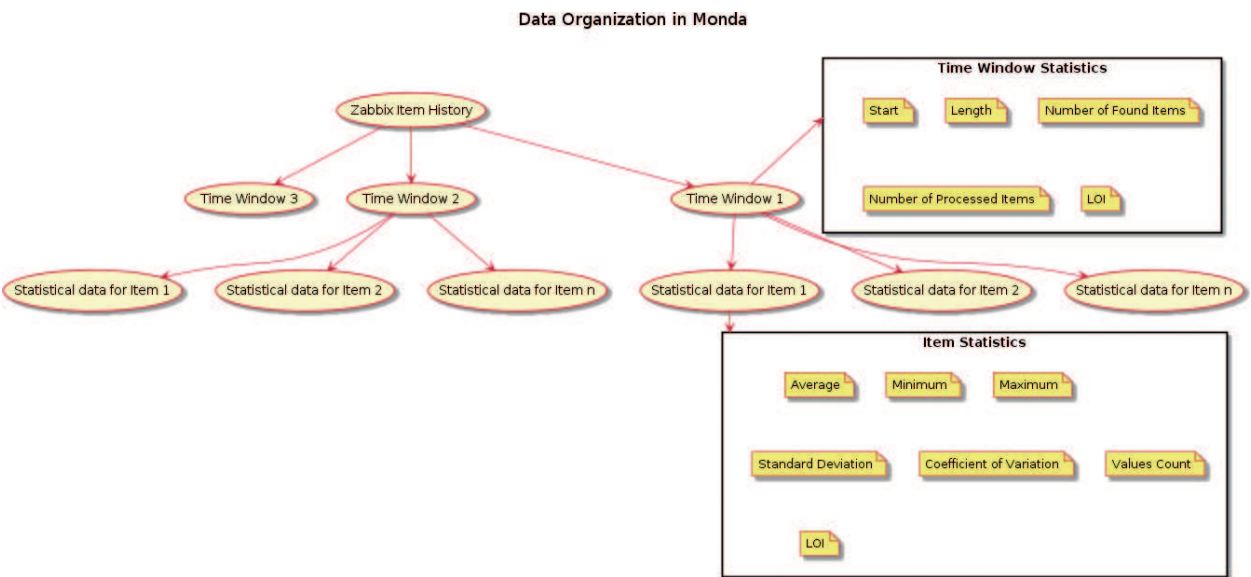 Data Organization in Monda
Time Window Statistics
Zabbix Item History
Start
Length
Number of Found Items
Time Window 3
Time Window 2
Time Window 1
Number of Processed Items
LOI
Statistical data for Item 1
Statistical data for Item 2
Statistical data for Item n
Statistical data for Item 1
Statistical data for Item 2
Statistical data for Item n
Item Statistics
Average
Minimum
Maximum
Standard Deviation
Coefficient of Variation
Values Count
LOI